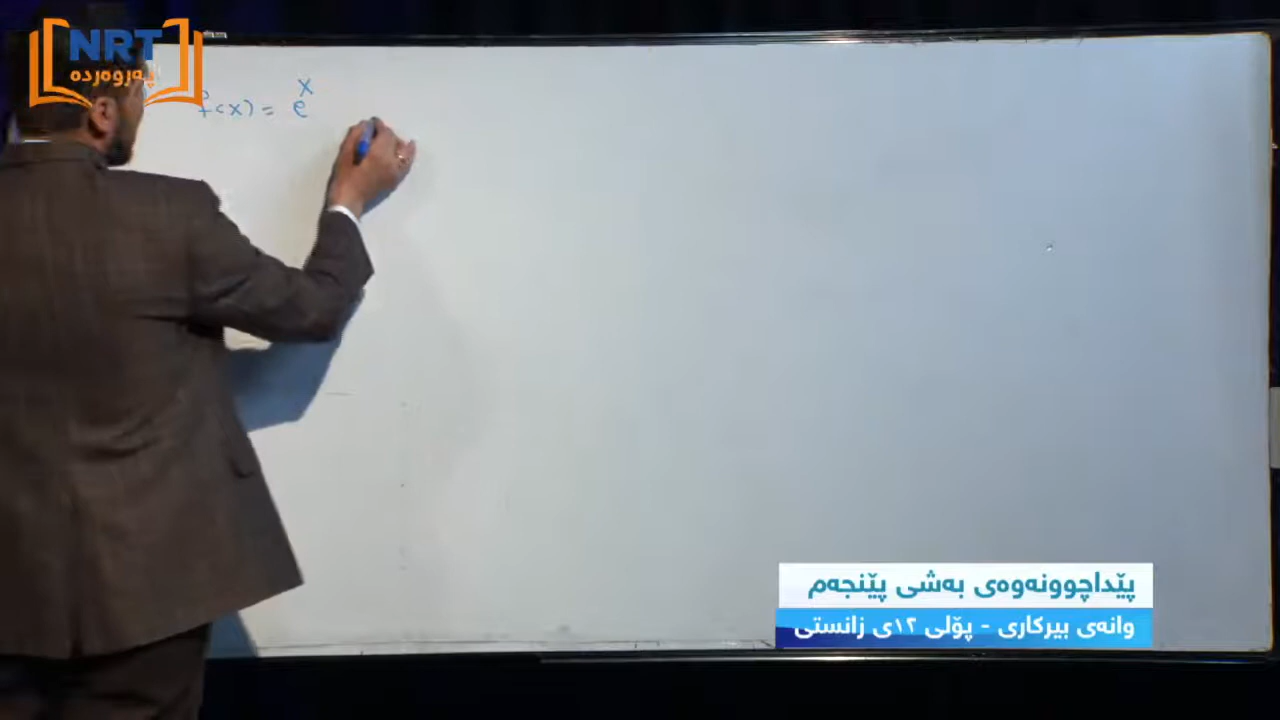 NRT
پەروەردە
f(x) = e^x
پێداچوونەوەی بەشی پێنجەم
وانەی بیرکاری - پۆلی ١٢ی زانستی